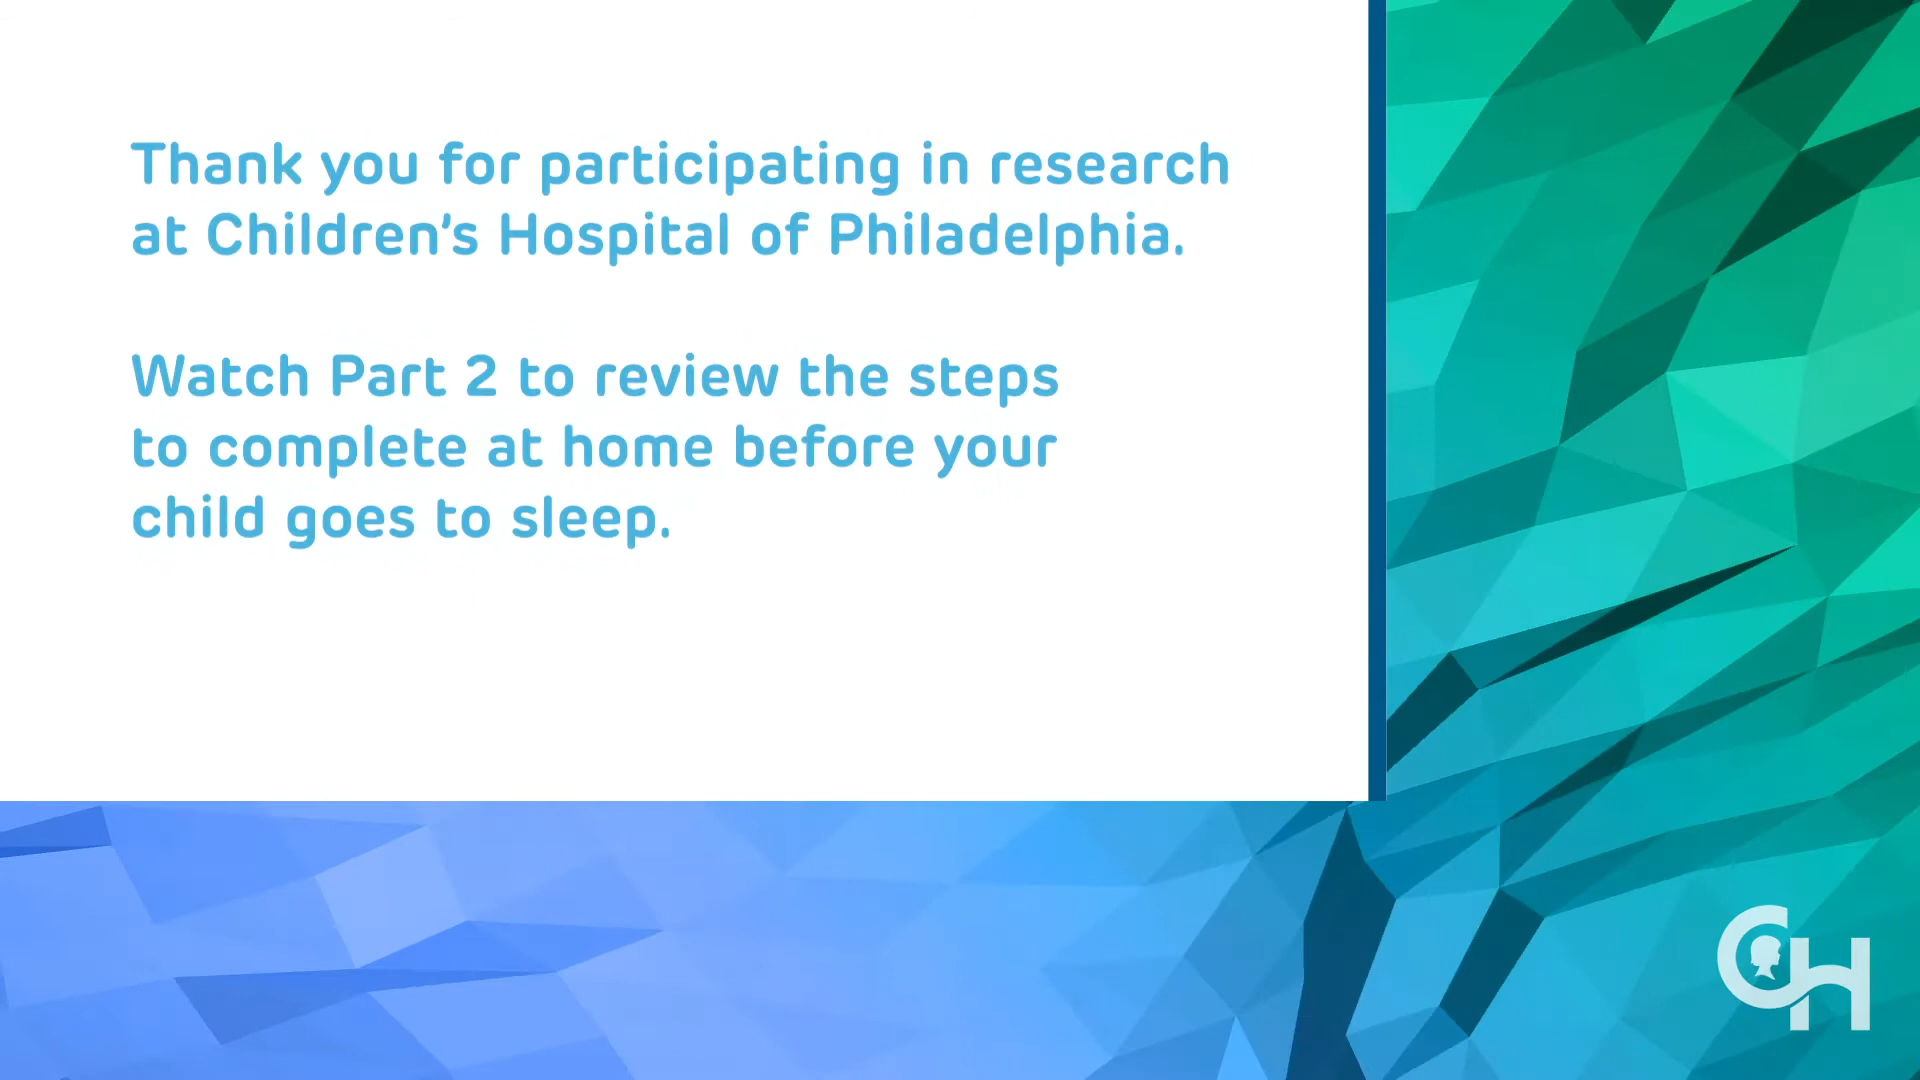 Thank you for participating in research
at Children’s Hospital of Philadelphia.
Watch Part 2 to review the steps
to complete at home before your
child goes to sleep.
CH